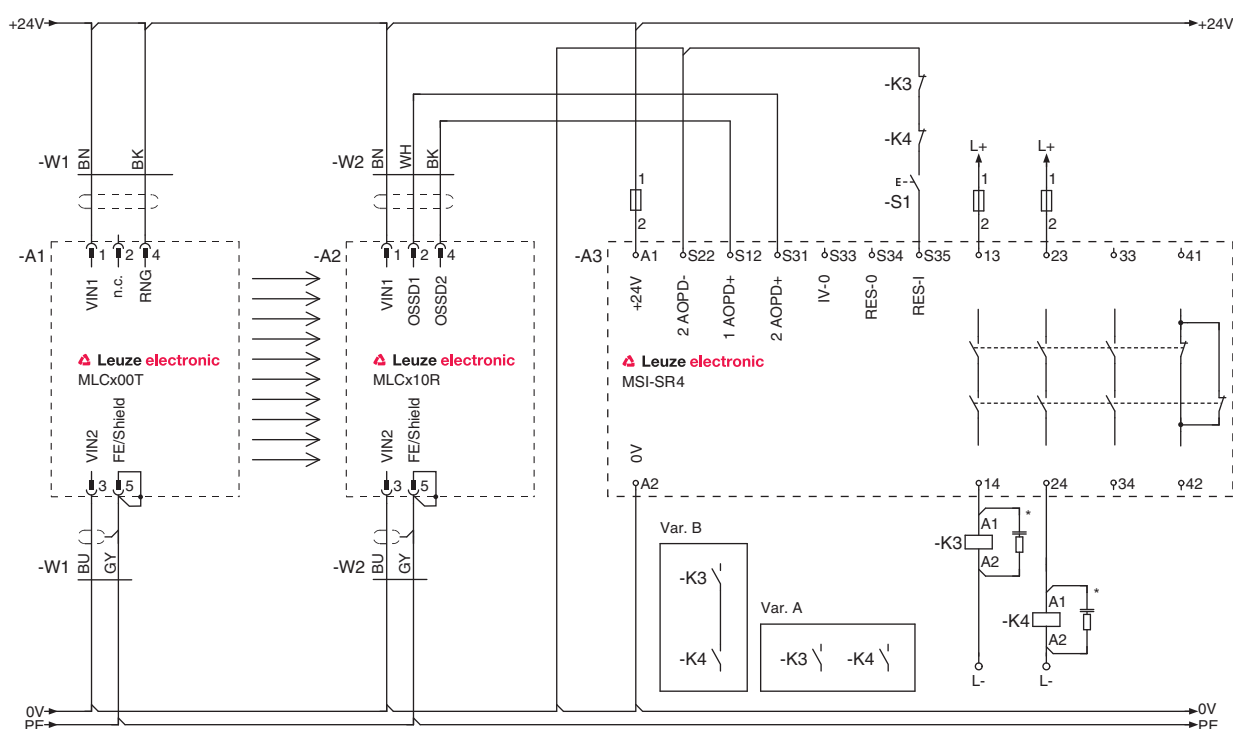 +24V
+24V
-W1
BN
BK
-W2
BN
WH
BK
-K3
-K4
E
-S1
L+
L+
1
2
1
2
1
2
-A1
1
2
4
VIN1
n.c.
RNG
Leuze electronic
MLCx00T
VIN2
FE/Shield
3
5
-A2
1
2
4
VIN1
OSSD1
OSSD2
Leuze electronic
MLCx10R
VIN2
FE/Shield
3
5
-A3
A1
S22
S12
S31
S33
S34
S35
13
23
33
41
+24V
2 AOPD-
1 AOPD+
2 AOPD+
IV-0
RES-0
RES-I
Leuze electronic
MSI-SR4
0V
A2
14
24
34
42
-W1
BU
GY
-W2
BU
GY
Var. B
-K3
-K4
Var. A
-K3
-K4
-K3
A1
A2
*
-K4
A1
A2
*
L-
L-
0V
0V
PE
PE